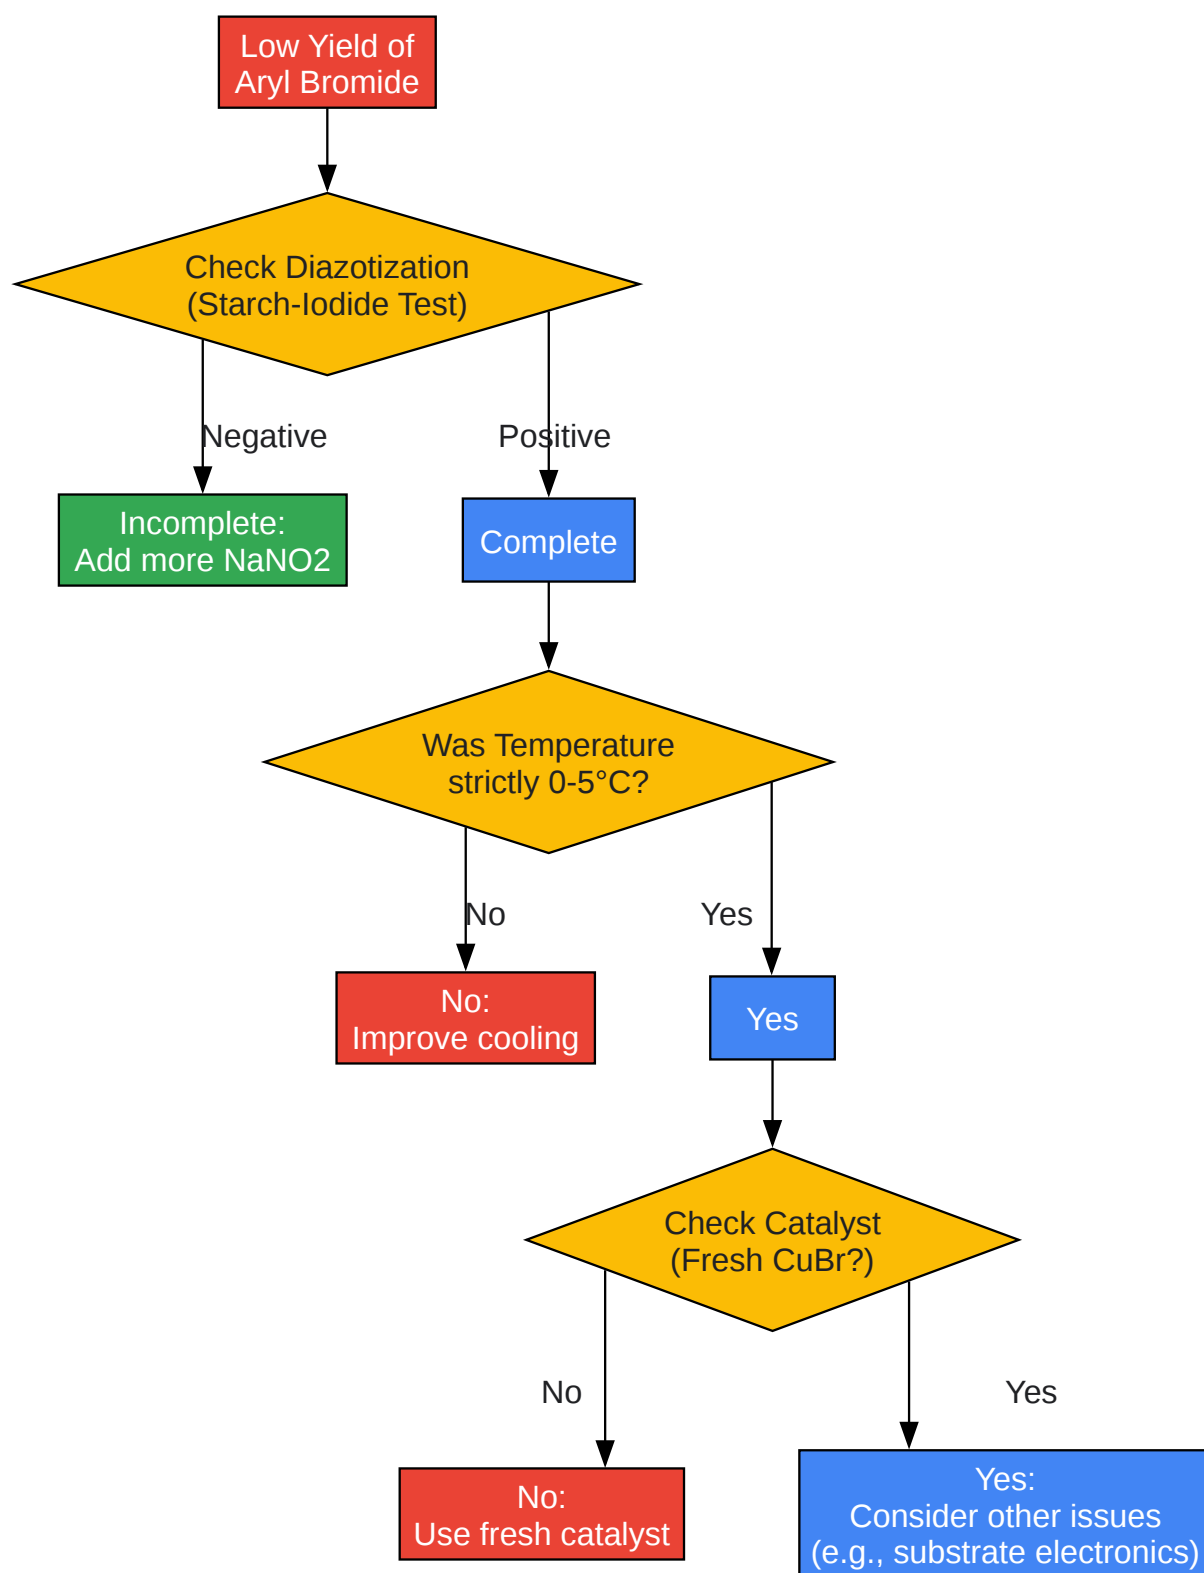 Low Yield of
Aryl Bromide
Check Diazotization
(Starch-Iodide Test)
Negative
Positive
Incomplete:
Add more NaNO2
Complete
Was Temperature
strictly 0-5°C?
No
Yes
No:
Improve cooling
Yes
Check Catalyst
(Fresh CuBr?)
No
Yes
No:
Use fresh catalyst
Yes:
Consider other issues
(e.g., substrate electronics)